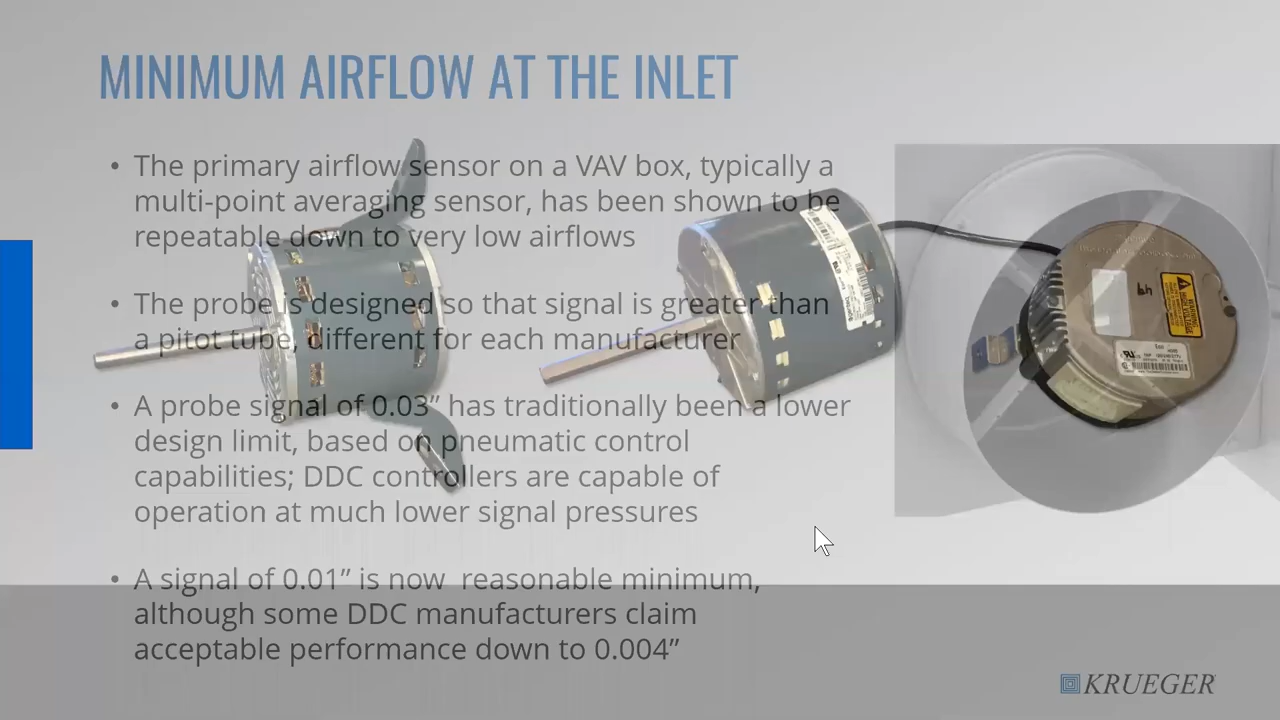 MINIMUM AIRFLOW AT THE INLET
• The primary airflow sensor on a VAV box, typically a
multi-point averaging sensor, has been shown to be
repeatable down to very low airflows
• The probe is designed so that signal is greater than
a pitot tube, different for each manufacturer
• A probe signal of 0.03” has traditionally been a lower
design limit, based on pneumatic control
capabilities; DDC controllers are capable of
operation at much lower signal pressures
• A signal of 0.01” is now  reasonable minimum,
although some DDC manufacturers claim
acceptable performance down to 0.004”
WARNING
KRUEGER